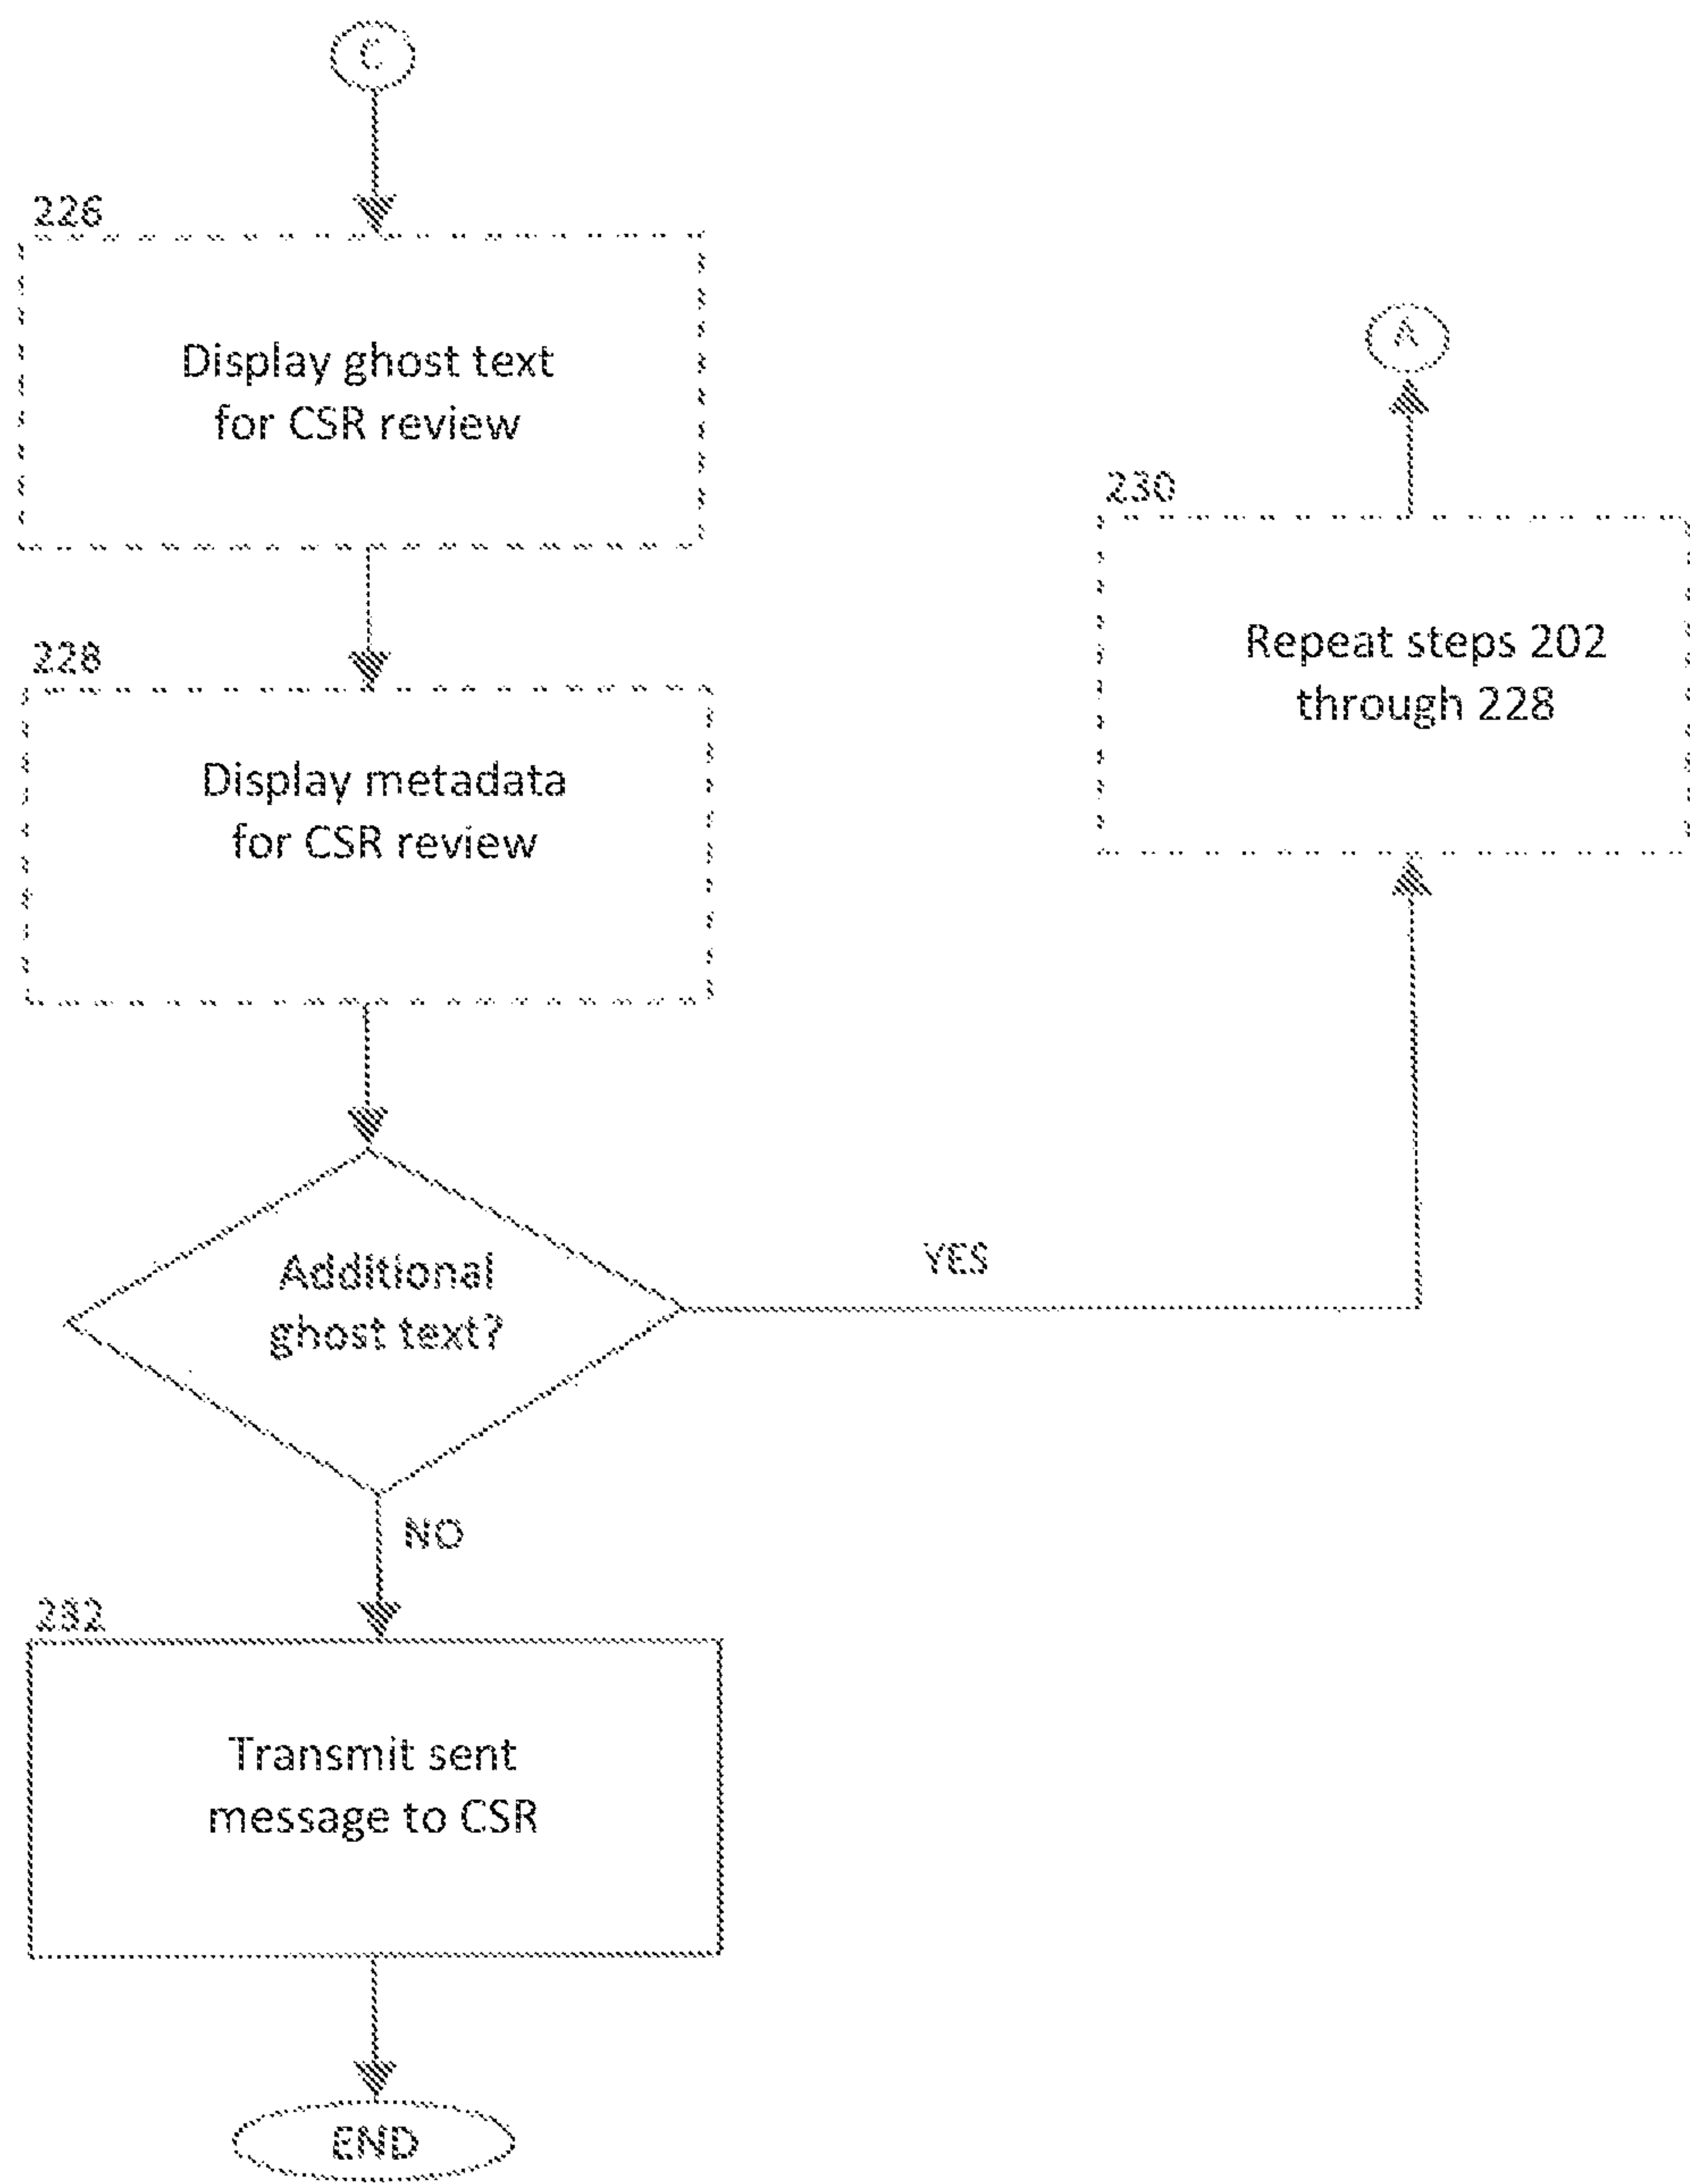 C
226
Display ghost text
for CSR review
A
230
Repeat steps 202
through 228
228
Display metadata
for CSR review
Additional
ghost text?
YES
NO
232
Transmit sent
message to CSR
END